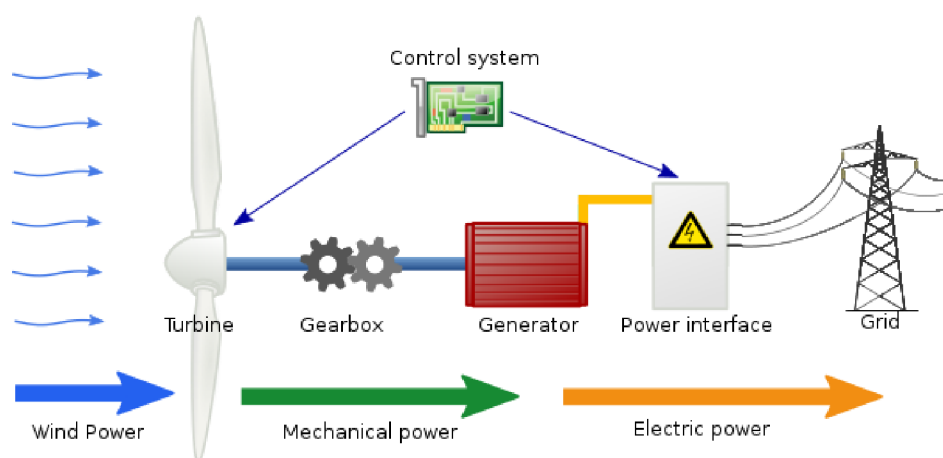 Control system
Turbine
Gearbox
Generator
Power interface
Grid
Wind Power
Mechanical power
Electric power